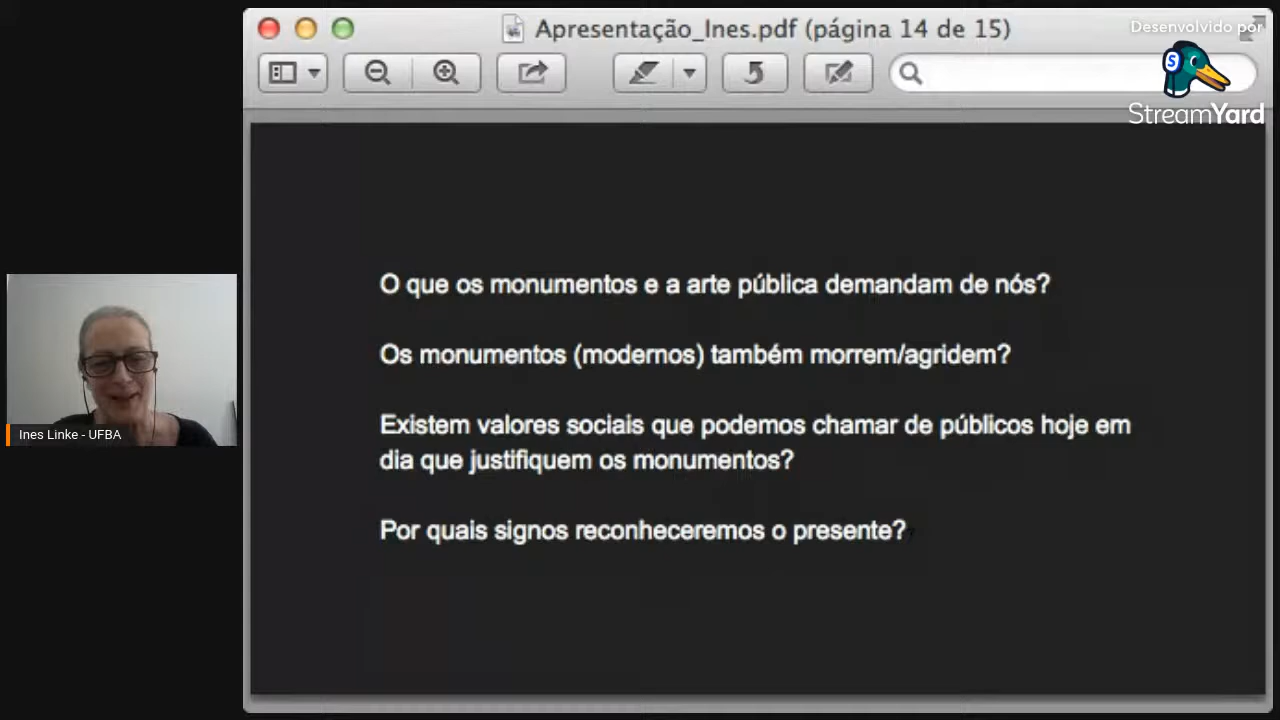 Apresentação_Ines.pdf (página 14 de 15)
Desenvolvido por
S
StreamYard
O que os monumentos e a arte pública demandam de nós?
Os monumentos (modernos) também morrem/agridem?
Existem valores sociais que podemos chamar de públicos hoje em
dia que justifiquem os monumentos?
Por quais signos reconheceremos o presente?
Ines Linke - UFBA